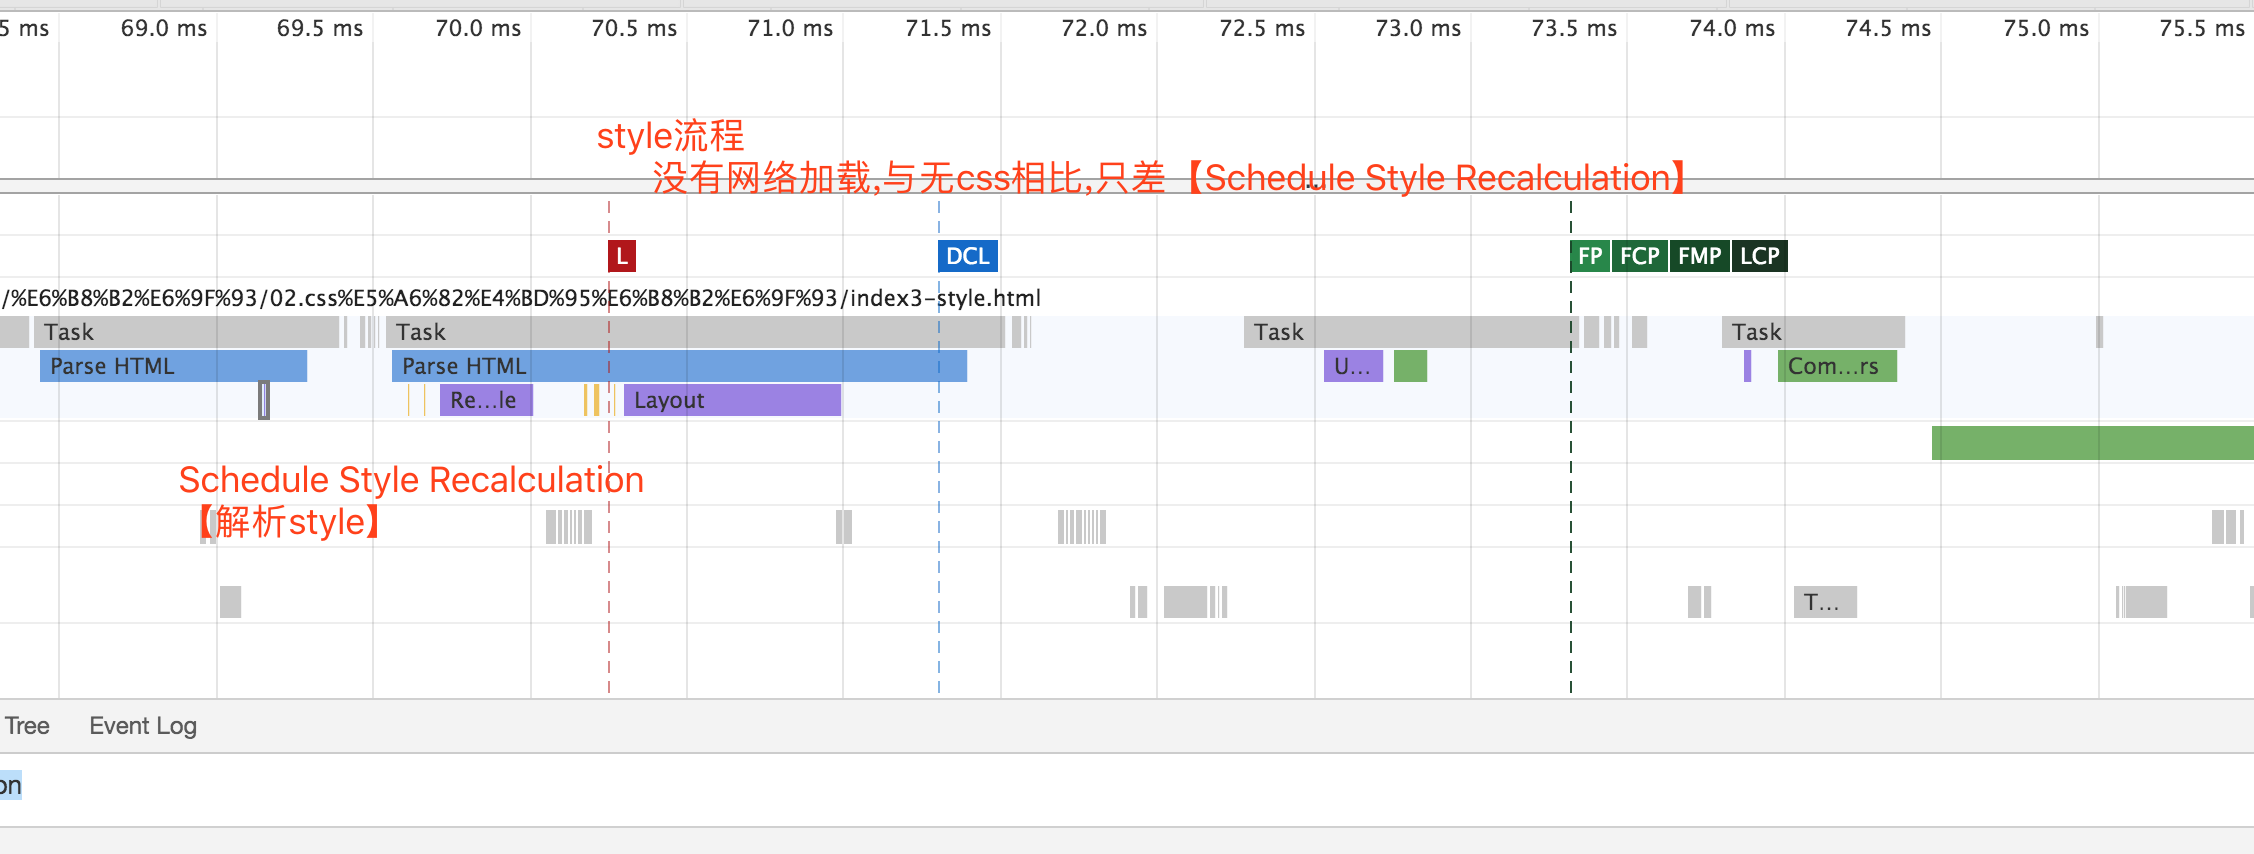 5 ms 69.0 ms 69.5 ms 70.0 ms 70.5 ms 71.0 ms 71.5 ms 72.0 ms 72.5 ms 73.0 ms 73.5 ms 74.0 ms 74.5 ms 75.0 ms 75.5 ms
style流程
没有网络加载,与无css相比,只差【Schedule Style Recalculation】
L DCL FP FCP FMP LCP
/%E6%B8%B2%E6%9F%93/02.css%E5%A6%82%E4%BD%95%E6%B8%B2%E6%9F%93/index3-style.html
Task Task Task Task
Parse HTML Parse HTML U... Com...rs
Re...le Layout
Schedule Style Recalculation
【解析style】
T...
Tree Event Log
on